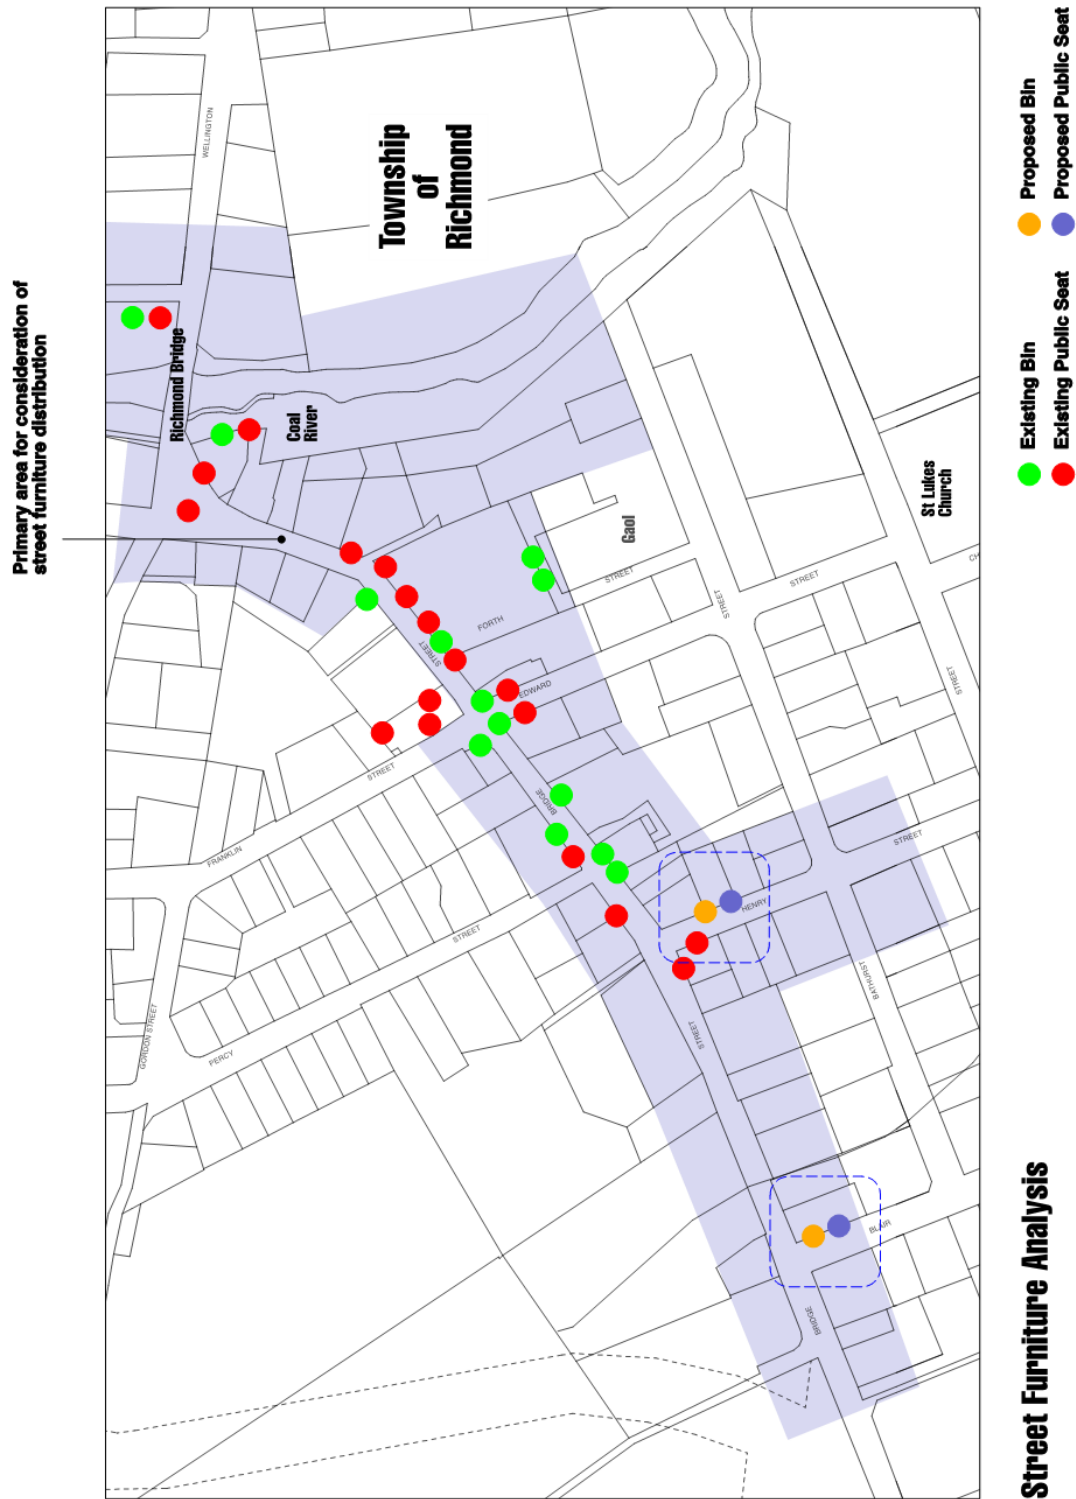 Primary area for consideration of
street furniture distribution
WELLINGTON
Township
of
Richmond
Richmond Bridge
Coal
River
Gaol
St Lukes
Church
STREET
FORTH
STREET
STREET
STREET
CH
STREET
EDWARD
STREET
BRIDGE
FRANKLIN
STREET
STREET
HENRY
BATHURST
GORDON STREET
PERCY
STREET
BLAIR
BRIDGE
Street Furniture Analysis
Existing Bin
Existing Public Seat
Proposed Bin
Proposed Public Seat